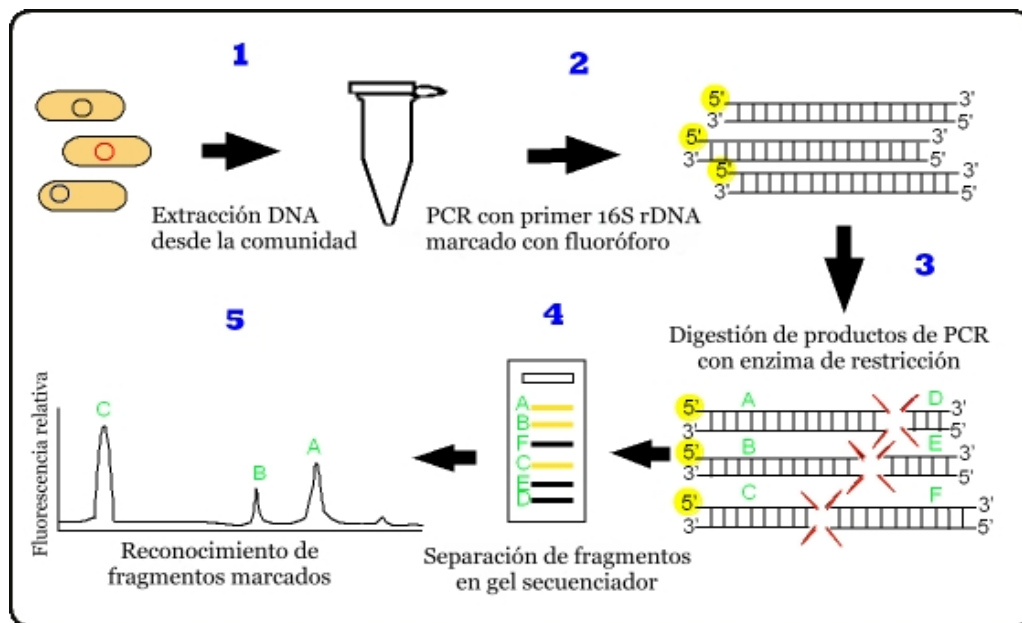 1
Extracción DNA
desde la comunidad
2
PCR con primer 16S rDNA
marcado con fluoróforo
5' 3'
3' 5'
5' 3'
3' 5'
5' 3'
3' 5'
3
Digestión de productos de PCR
con enzima de restricción
5' A D 3'
3' 5'
5' B E 3'
3' 5'
5' C F 3'
3' 5'
4
A
B
F
C
E
D
Separación de fragmentos
en gel secuenciador
5
Fluorescencia relativa
C
B
A
Reconocimiento de
fragmentos marcados